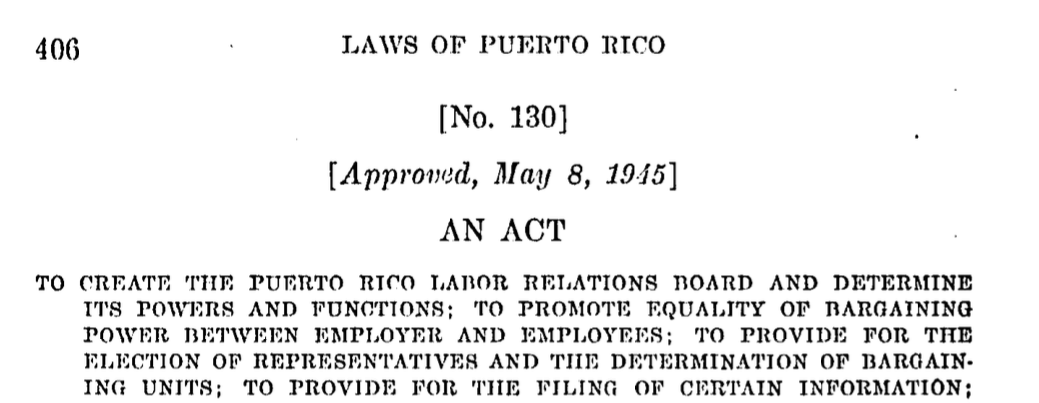 406 LAWS OF PUERTO RICO
[No. 130]
[Approved, May 8, 1945]
AN ACT
TO CREATE THE PUERTO RICO LABOR RELATIONS BOARD AND DETERMINE
ITS POWERS AND FUNCTIONS; TO PROMOTE EQUALITY OF BARGAINING
POWER BETWEEN EMPLOYER AND EMPLOYEES; TO PROVIDE FOR THE
ELECTION OF REPRESENTATIVES AND THE DETERMINATION OF BARGAIN-
ING UNITS; TO PROVIDE FOR THE FILING OF CERTAIN INFORMATION;